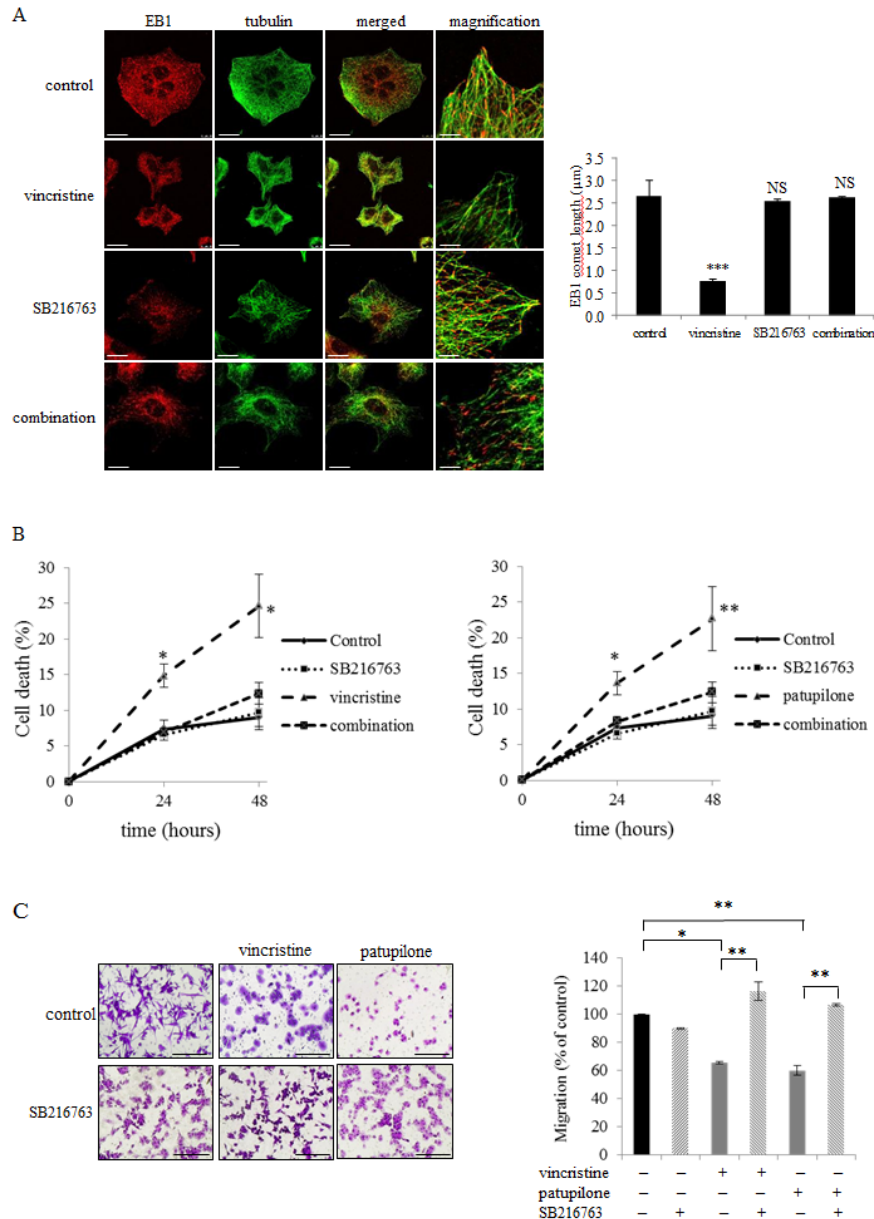 A
EB1 tubulin merged magnification
control
vincristine
SB216763
combination
EB1 comet length (µm)
3.5
3.0
2.5
2.0
1.5
1.0
0.5
0.0
***
NS
NS
control vincristine SB216763 combination
B
Cell death (%)
30
25
20
15
10
5
0
*
*
Control
SB216763
vincristine
combination
0 24 48
time (hours)
Cell death (%)
30
25
20
15
10
5
0
*
**
Control
SB216763
patupilone
combination
0 24 48
time (hours)
C
vincristine patupilone
control
SB216763
Migration (% of control)
140
120
100
80
60
40
20
0
**
*
**
**
vincristine – – + + – –
patupilone – – – – + +
SB216763 – + – + – +